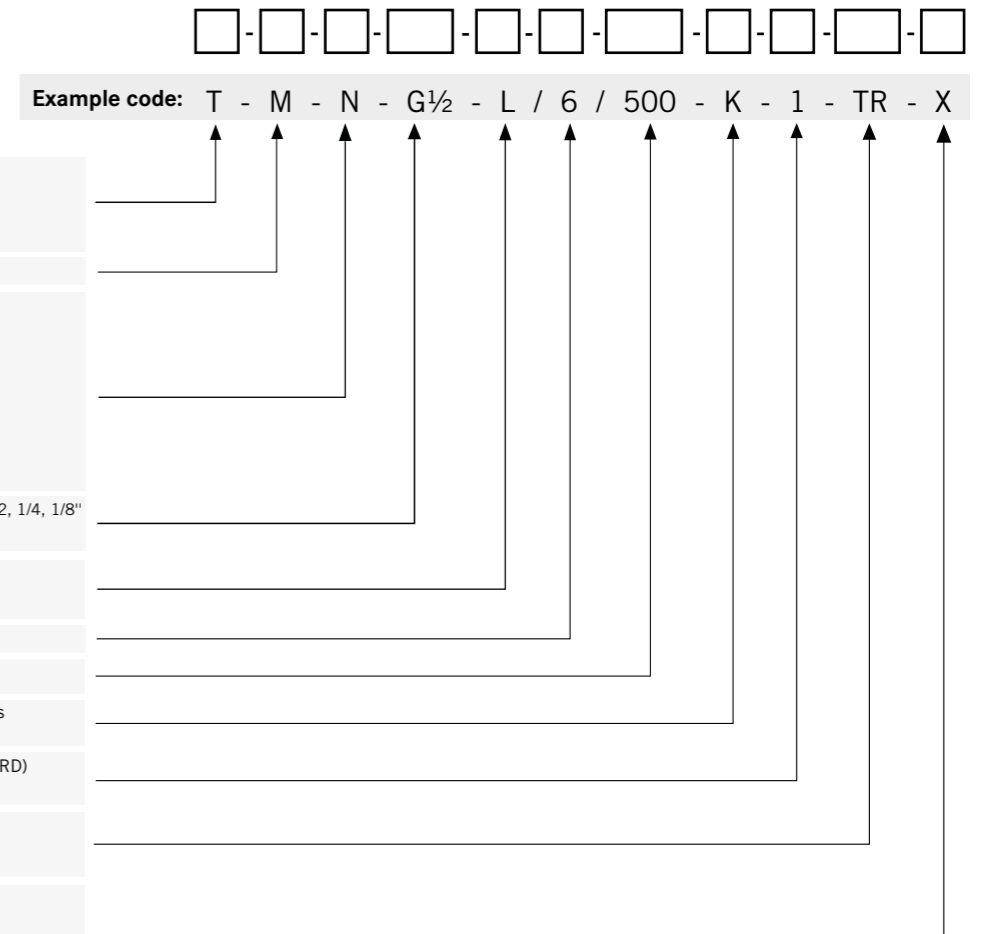 - - - - - - - - - -
Example code: T - M - N - G½ - L / 6 / 500 - K - 1 - TR - X
2, 1/4, 1/8"
s
RD)